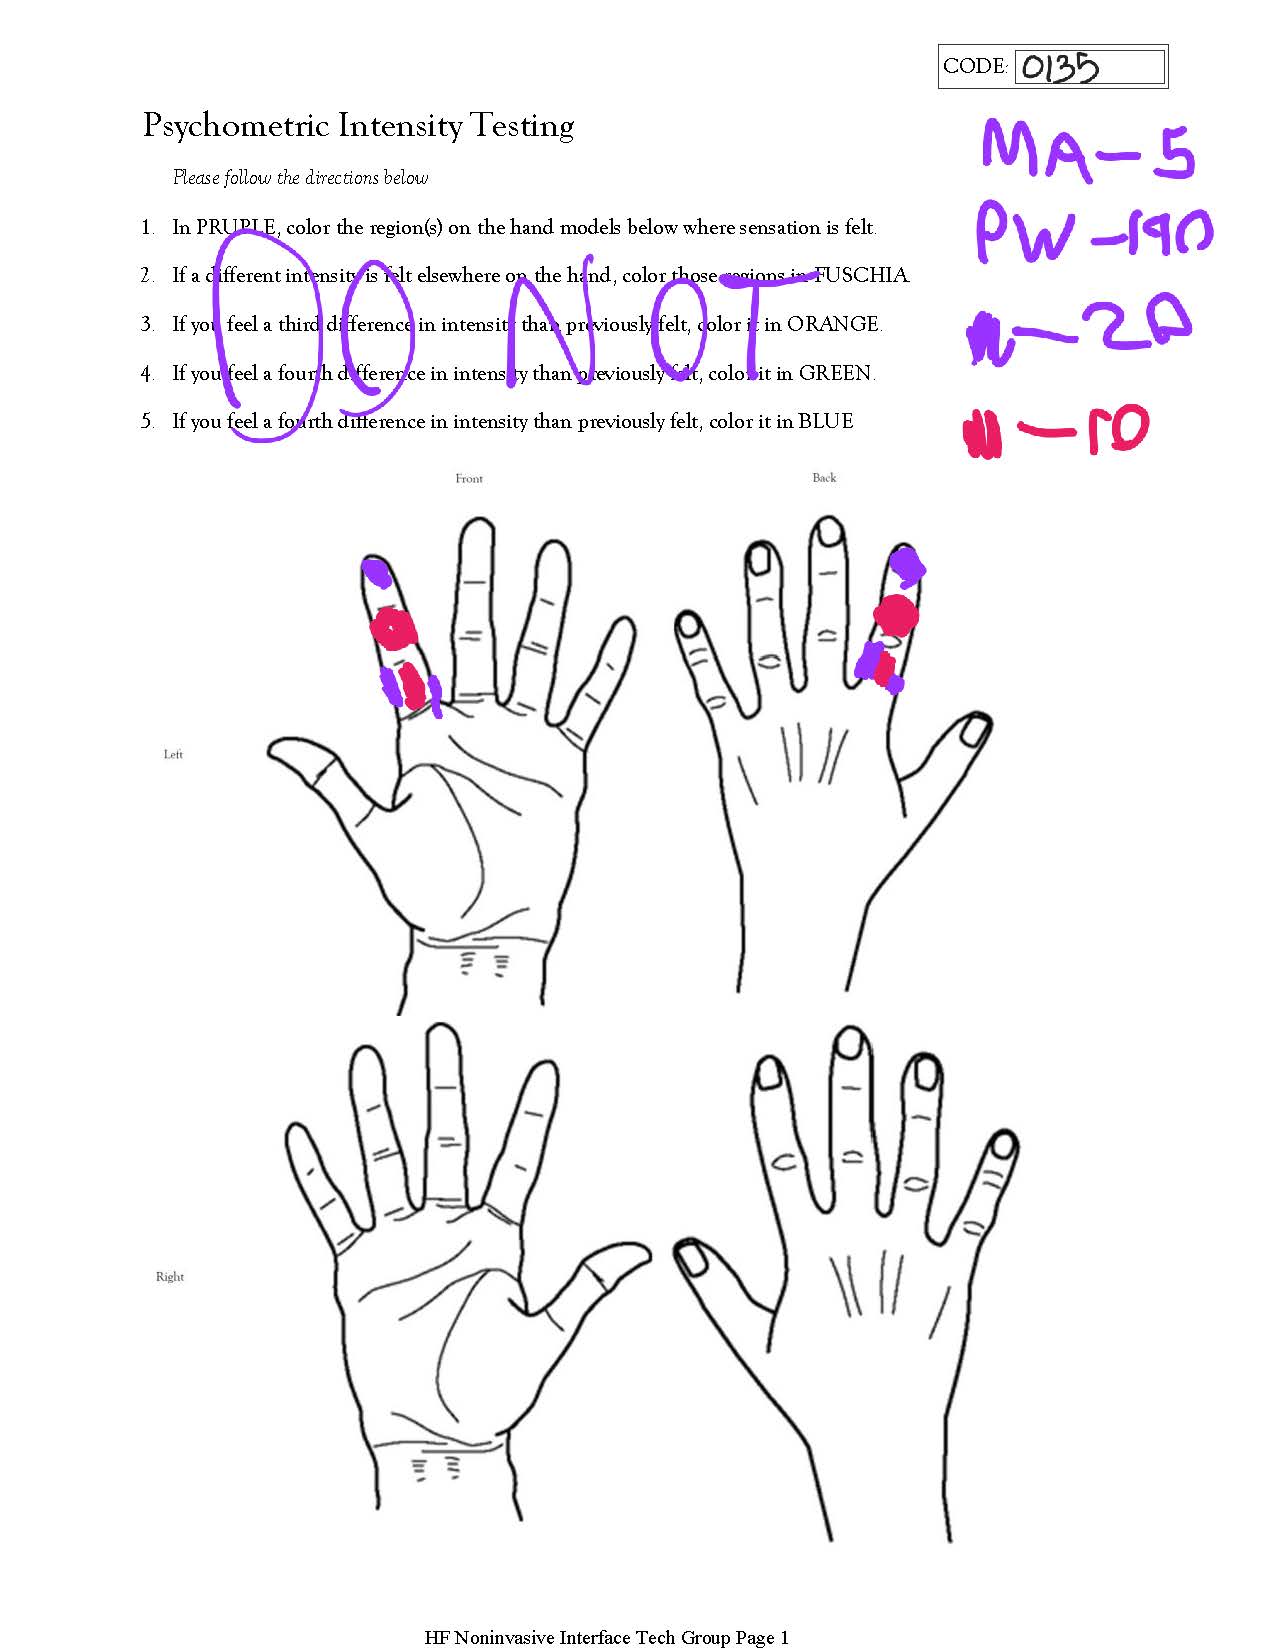 CODE: 0135
Psychometric Intensity Testing
MA-5
Please follow the directions below
PW-190
1. In PRUPLE, color the region(s) on the hand models below where sensation is felt.
2. If a different intensity is felt elsewhere on the hand, color those regions in FUSCHIA.
DO NOT
3. If you feel a third difference in intensity than previously felt, color it in ORANGE.
-20
4. If you feel a fourth difference in intensity than previously felt, color it in GREEN.
5. If you feel a fourth difference in intensity than previously felt, color it in BLUE
-10
Front
Back
Left
Right
HF Noninvasive Interface Tech Group Page 1